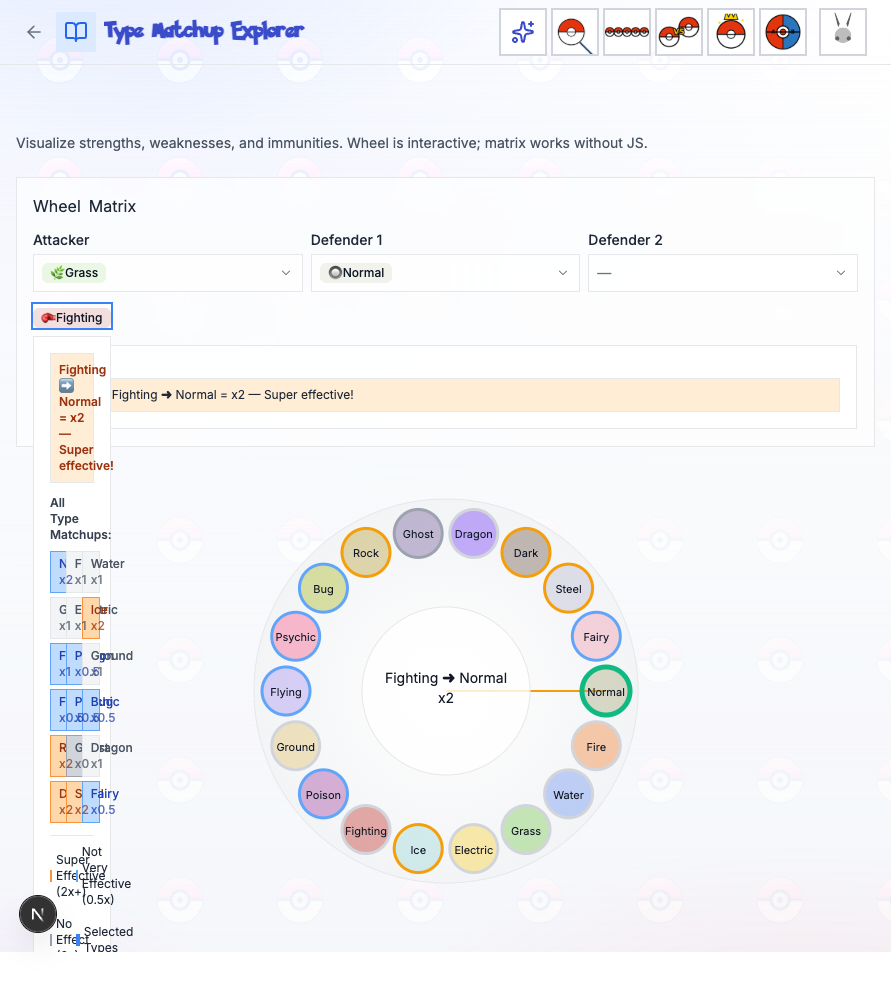 Type Matchup Explorer
VS
Visualize strengths, weaknesses, and immunities. Wheel is interactive; matrix works without JS.
Wheel Matrix
Attacker
Defender 1
Defender 2
🌿Grass
🔘Normal
—
🥊Fighting
Fighting
➡️
Normal
= x2
—
Super
effective!
Fighting ➜ Normal = x2 — Super effective!
All
Type
Matchups:
N F Water
x2 x1 x1
G E Ice
x1 x1 x2
F P Ground
x1 x0.5 x1
F P Bug
x0.5 x0.5 x0.5
R G Dragon
x2 x0 x1
D S Fairy
x2 x2 x0.5
Super
Effective
(2x+)
Not
Very
Effective
(0.5x)
No
Effect
Selected
Types
N
Ghost
Dragon
Rock
Dark
Bug
Steel
Psychic
Fairy
Flying
Fighting ➜ Normal
x2
Normal
Ground
Fire
Poison
Water
Fighting
Grass
Ice
Electric